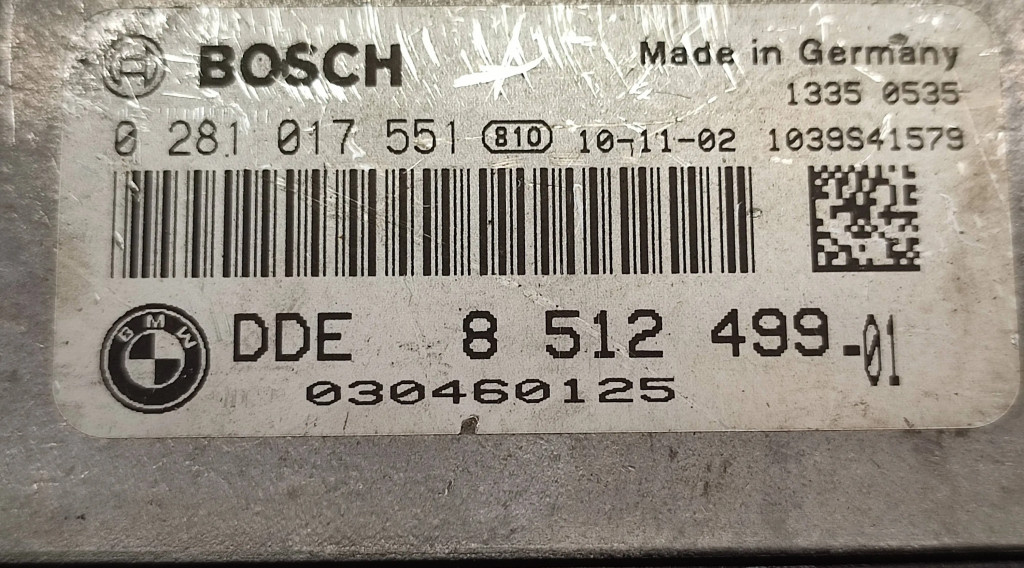 BOSCH Made in Germany
1335 0535
0 281 017 551 810 10-11-02 1039S41579
BMW DDE 8 512 499-01
030460125